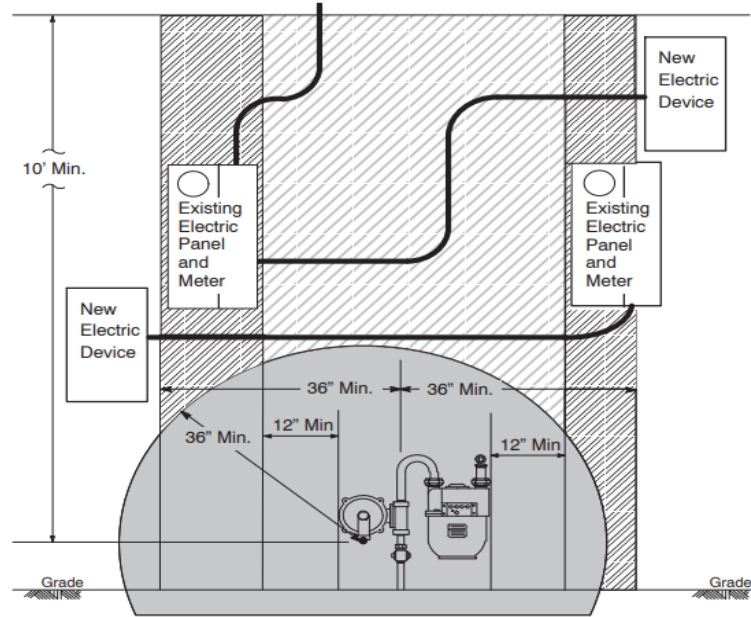 New
Electric
Device
10’ Min.
Existing
Electric
Panel
and
Meter
Existing
Electric
Panel
and
Meter
New
Electric
Device
36” Min.
36” Min.
36” Min.
12” Min
12” Min
Grade
Grade